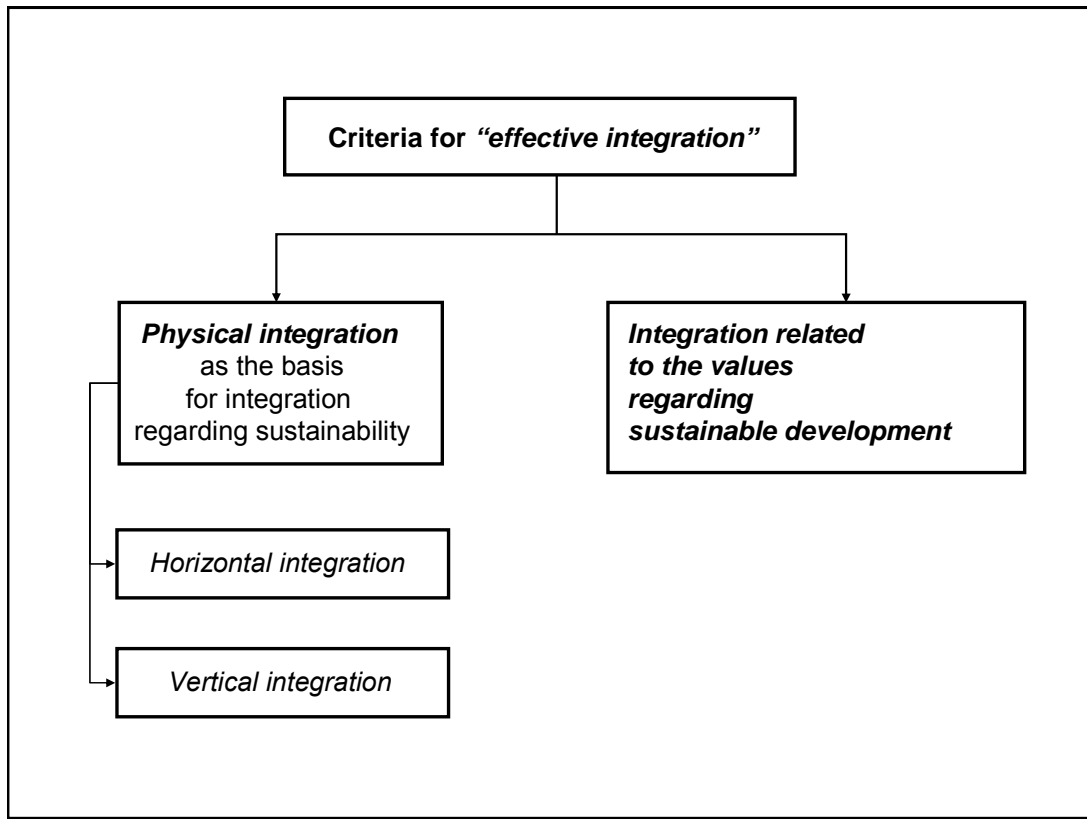 Criteria for “effective integration”
Physical integration
as the basis
for integration
regarding sustainability
Integration related
to the values
regarding
sustainable development
Horizontal integration
Vertical integration